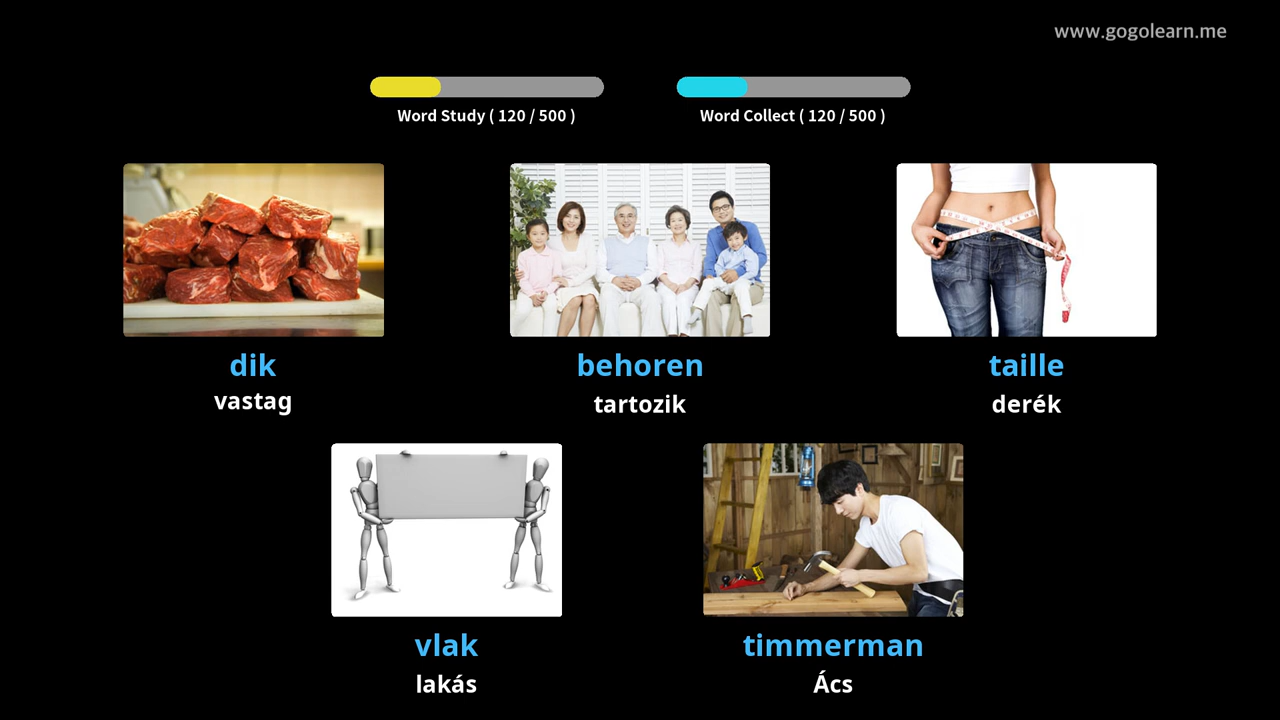 www.gogolearn.me
Word Study ( 120 / 500 )
Word Collect ( 120 / 500 )
dik
vastag
behoren
tartozik
taille
derék
vlak
lakás
timmerman
Ács